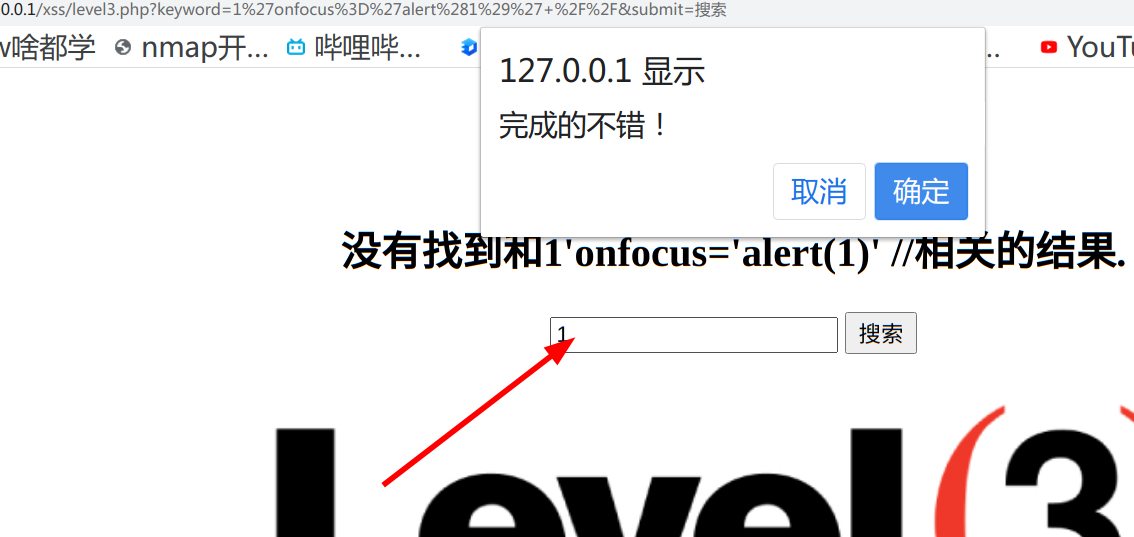 0.0.1/xss/level3.php?keyword=1%27onfocus%3D%27alert%281%29%27+%2F%2F&submit=搜索
w啥都学 nmap开... 哔哩哔... .. YouTu
127.0.0.1 显示
完成的不错！
取消 确定
没有找到和1'onfocus='alert(1)' //相关的结果.
1 搜索
Level(3